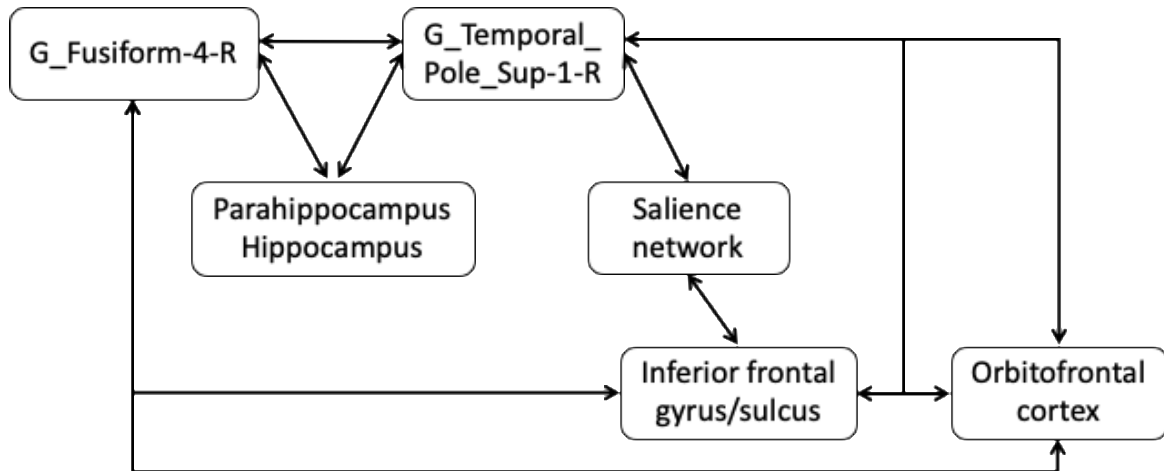 G_Fusiform-4-R
G_Temporal_
Pole_Sup-1-R
Parahippocampus
Hippocampus
Salience
network
Inferior frontal
gyrus/sulcus
Orbitofrontal
cortex